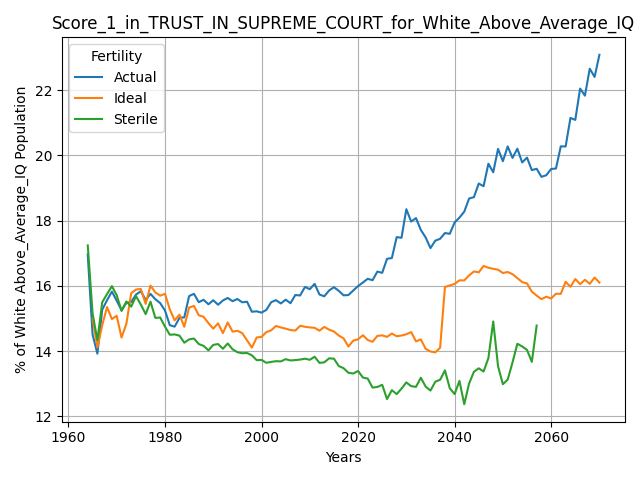 Score_1_in_TRUST_IN_SUPREME_COURT_for_White_Above_Average_IQ
Fertility
Actual
Ideal
Sterile
% of White Above_Average_IQ Population
22
20
18
16
14
12
1960 1980 2000 2020 2040 2060
Years